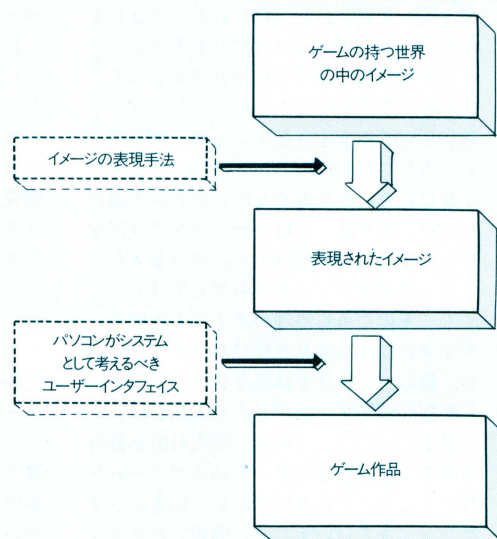 ゲームの持つ世界
の中のイメージ
イメージの表現手法
表現されたイメージ
パソコンがシステム
として考えるべき
ユーザーインタフェイス
ゲーム作品